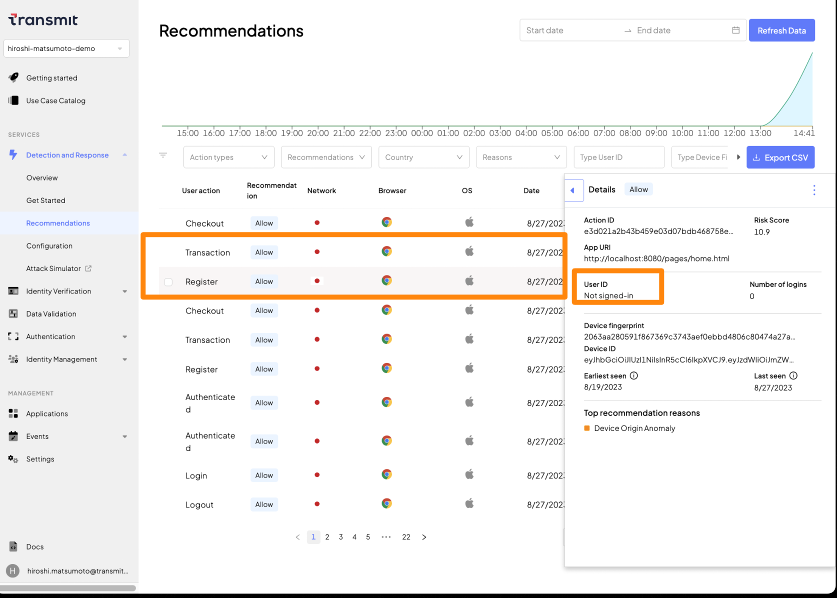 transmit
hiroshi-matsumoto-demo
Getting started
Use Case Catalog
SERVICES
Detection and Response
Overview
Get Started
Recommendations
Configuration
Attack Simulator
Identity Verification
Data Validation
Authentication
Identity Management
MANAGEMENT
Applications
Events
Settings
Docs
H hiroshi.matsumoto@transmit...
Recommendations
Start date → End date
Refresh Data
15:00 16:00 17:00 18:00 19:00 20:00 21:00 22:00 23:00 00:00 01:00 02:00 03:00 04:00 05:00 06:00 07:00 08:00 09:00 10:00 11:00 12:00 13:00 14:41
Action types Recommendations Country Reasons Type User ID Type Device Fi Export CSV
User action Recommendat
ion Network Browser OS Date
Checkout Allow 8/27/202
Transaction Allow 8/27/202
Register Allow 8/27/202
Checkout Allow 8/27/202
Transaction Allow 8/27/202
Register Allow 8/27/202
Authenticate
d Allow 8/27/202
Authenticate
d Allow 8/27/202
Login Allow 8/27/202
Logout Allow 8/27/202
< 1 2 3 4 5 ••• 22 >
Details Allow
Action ID Risk Score
e3d021a2b43b459e03d07bdb468758e... 10.9
App URI
http://localhost:8080/pages/home.html
User ID Number of logins
Not signed-in 0
Device fingerprint
2063aa280591f867369c3743aef0ebbd4806c80474a27a...
Device ID
Earliest seen Last seen
8/19/2023 8/27/2023
Top recommendation reasons
Device Origin Anomaly